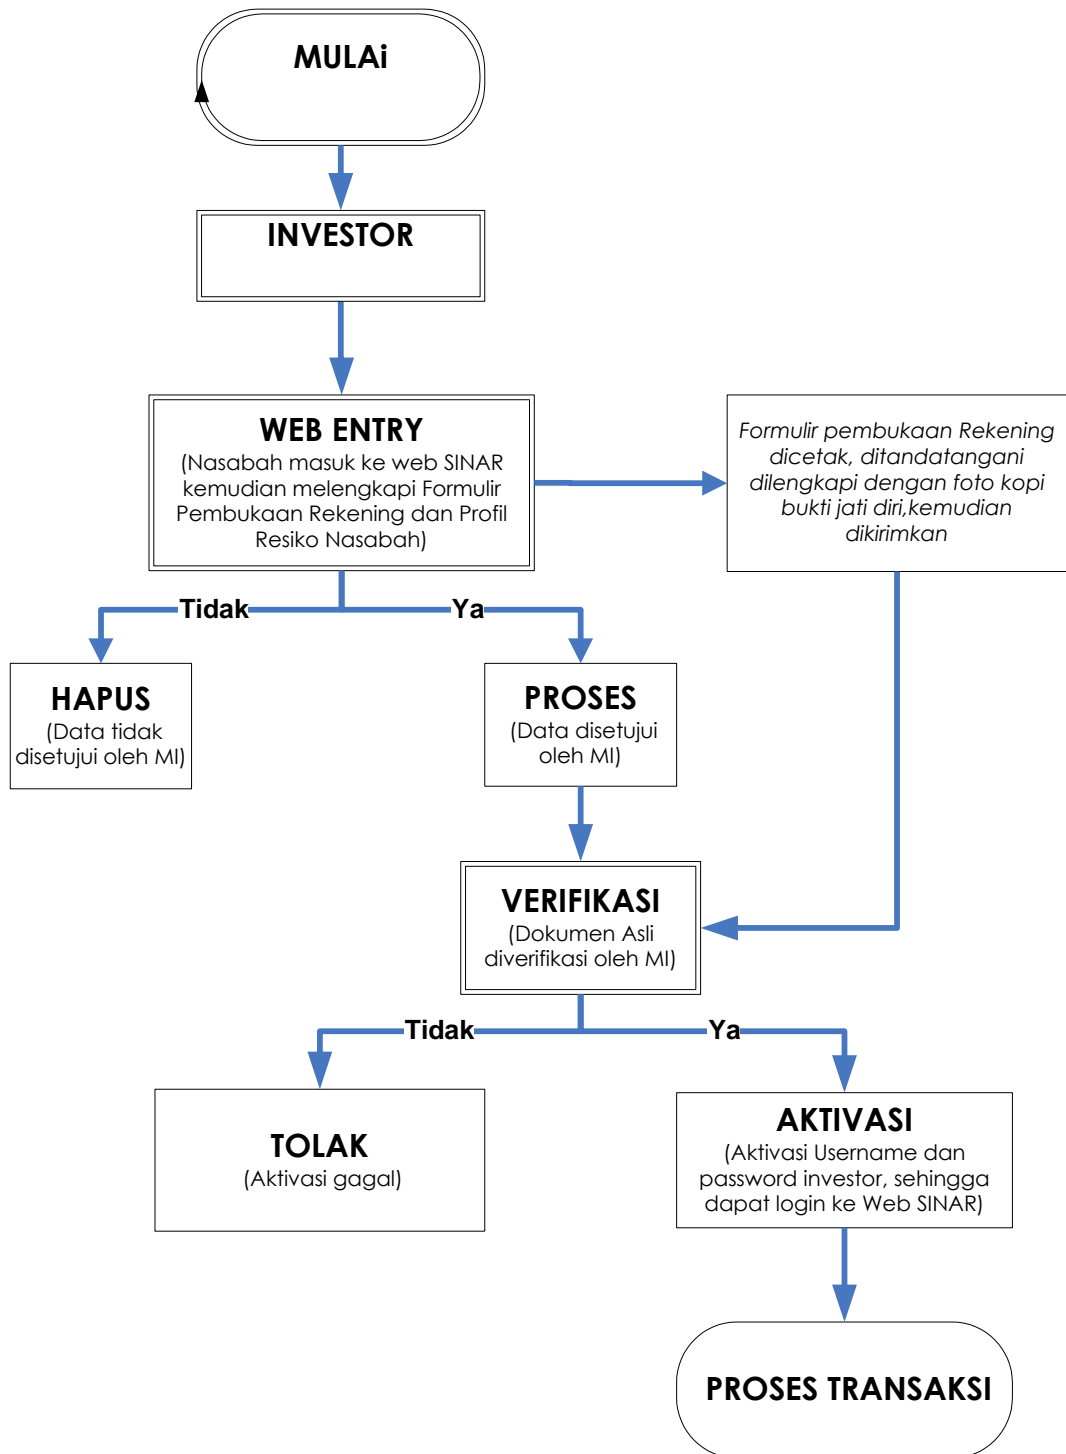 MULAi
INVESTOR
WEB ENTRY
(Nasabah masuk ke web SINAR
kemudian melengkapi Formulir
Pembukaan Rekening dan Profil
Resiko Nasabah)
Formulir pembukaan Rekening
dicetak, ditandatangani
dilengkapi dengan foto kopi
bukti jati diri,kemudian
dikirimkan
Tidak
Ya
HAPUS
(Data tidak
disetujui oleh MI)
PROSES
(Data disetujui
oleh MI)
VERIFIKASI
(Dokumen Asli
diverifikasi oleh MI)
Tidak
Ya
TOLAK
(Aktivasi gagal)
AKTIVASI
(Aktivasi Username dan
password investor, sehingga
dapat login ke Web SINAR)
PROSES TRANSAKSI